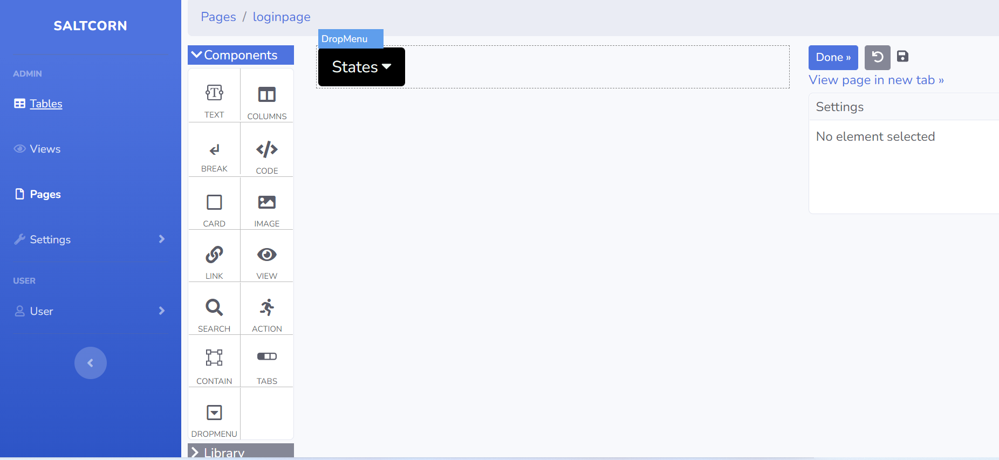 SALTCORN
ADMIN
Tables
Views
Pages
Settings
USER
User
Pages / loginpage
Components
TEXT
COLUMNS
BREAK
CODE
CARD
IMAGE
LINK
VIEW
SEARCH
ACTION
CONTAIN
TABS
DROPMENU
Library
DropMenu
States
Done »
View page in new tab »
Settings
No element selected